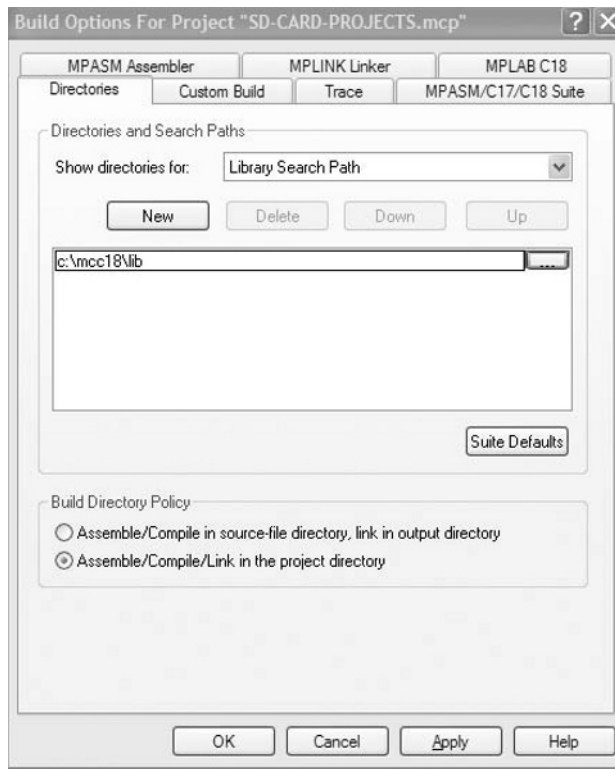 Build Options For Project "SD-CARD-PROJECTS.mcp"
MPASM Assembler MPLINK Linker MPLAB C18
Directories Custom Build Trace MPASM/C17/C18 Suite
Directories and Search Paths
Show directories for: Library Search Path
New Delete Down Up
c:\mcc18\lib ...
Suite Defaults
Build Directory Policy
Assemble/Compile in source-file directory, link in output directory
Assemble/Compile/Link in the project directory
OK Cancel Apply Help